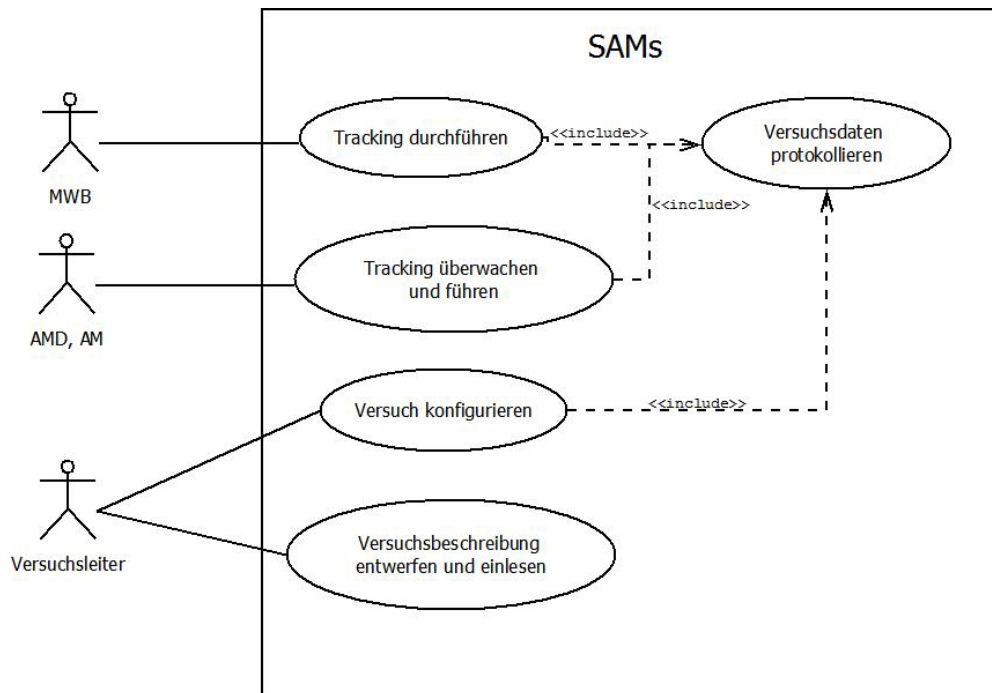 SAMs
MWB
Tracking durchführen
<<include>>
Versuchsdaten
protokollieren
<<include>>
AMD, AM
Tracking überwachen
und führen
Versuch konfigurieren
<<include>>
Versuchsleiter
Versuchsbeschreibung
entwerfen und einlesen